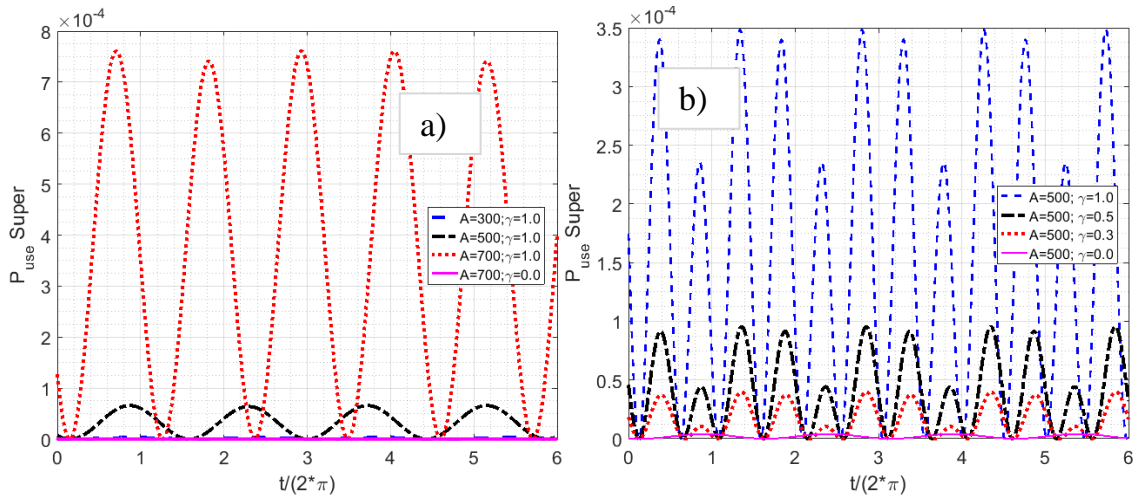 ×10⁻⁴
8
7
6
5
4
3
2
1
0
P_use Super
a)
A=300;γ=1.0
A=500;γ=1.0
A=700;γ=1.0
A=700;γ=0.0
0 1 2 3 4 5 6
t/(2*π)
×10⁻⁴
3.5
3
2.5
2
1.5
1
0.5
0
P_use Super
b)
A=500; γ=1.0
A=500; γ=0.5
A=500; γ=0.3
A=500; γ=0.0
0 1 2 3 4 5 6
t/(2*π)